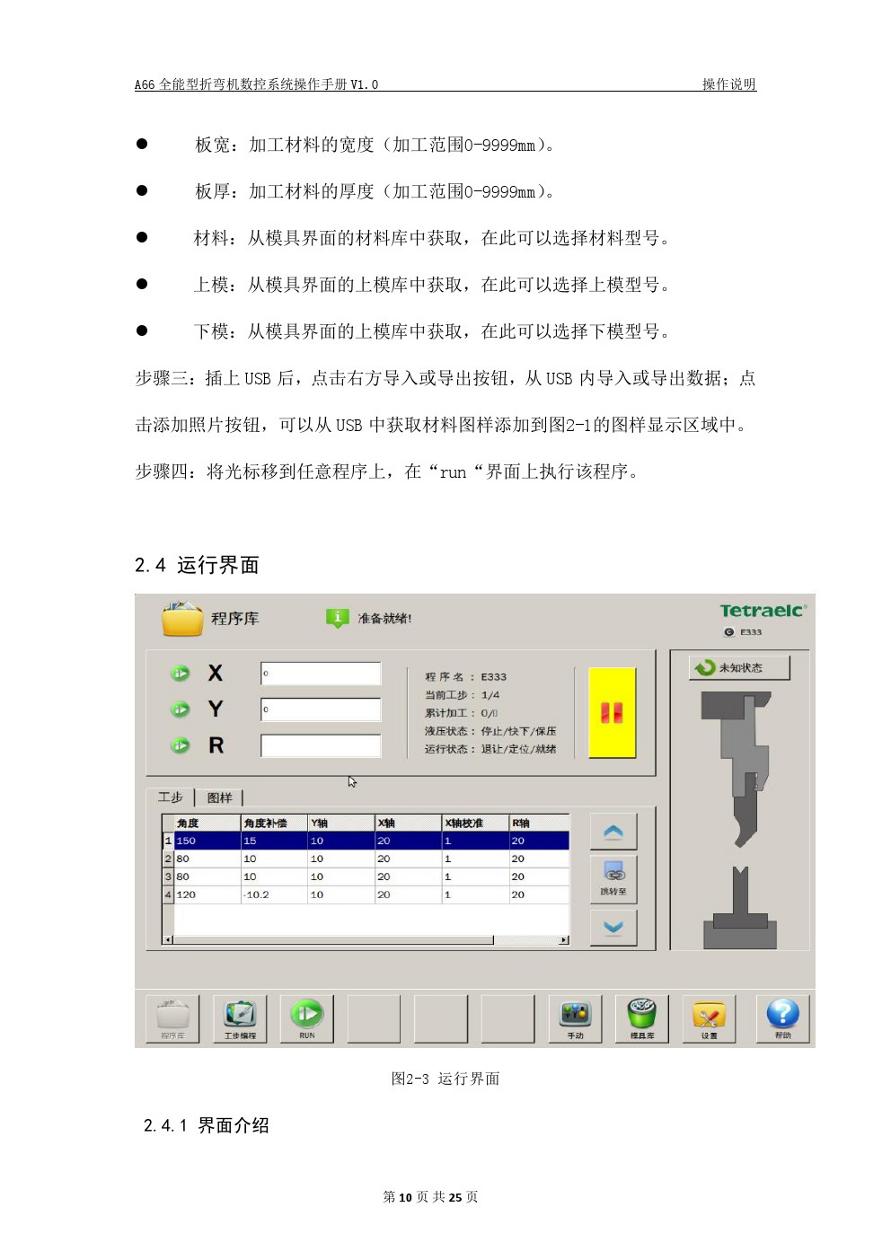 A66 全能型折弯机数控系统操作手册 V1.0 操作说明
● 板宽：加工材料的宽度（加工范围0-9999mm）。
● 板厚：加工材料的厚度（加工范围0-9999mm）。
● 材料：从模具界面的材料库中获取，在此可以选择材料型号。
● 上模：从模具界面的上模库中获取，在此可以选择上模型号。
● 下模：从模具界面的上模库中获取，在此可以选择下模型号。
步骤三：插上 USB 后，点击右方导入或导出按钮，从 USB 内导入或导出数据；点
击添加照片按钮，可以从 USB 中获取材料图样添加到图2-1的图样显示区域中。
步骤四：将光标移到任意程序上，在“run“界面上执行该程序。
2.4 运行界面
程序库 准备就绪! Tetraelc
E333
X 0
Y 0
R
程 序 名 ： E333
当前工步： 1/4
累计加工： 0/0
液压状态： 停止/快下/保压
运行状态： 退让/定位/就绪
未知状态
工步 图样
角度 角度补偿 Y轴 X轴 X轴校准 R轴
1 150 15 10 20 1 20
2 80 10 10 20 1 20
3 80 10 10 20 1 20
4 120 -10.2 10 20 1 20
跳转至
程序库 工步编程 RUN 手动 模具库 设置 帮助
图2-3 运行界面
2.4.1 界面介绍
第 10 页 共 25 页